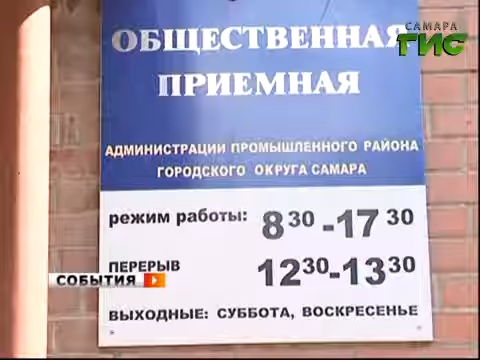 САМАРА
ГИС
ОБЩЕСТВЕННАЯ
ПРИЕМНАЯ
АДМИНИСТРАЦИИ ПРОМЫШЛЕННОГО РАЙОНА
ГОРОДСКОГО ОКРУГА САМАРА
РЕЖИМ РАБОТЫ: 8 30 - 17 30
ПЕРЕРЫВ 12 30 - 13 30
СОБЫТИЯ
ВЫХОДНЫЕ: СУББОТА, ВОСКРЕСЕНЬЕ